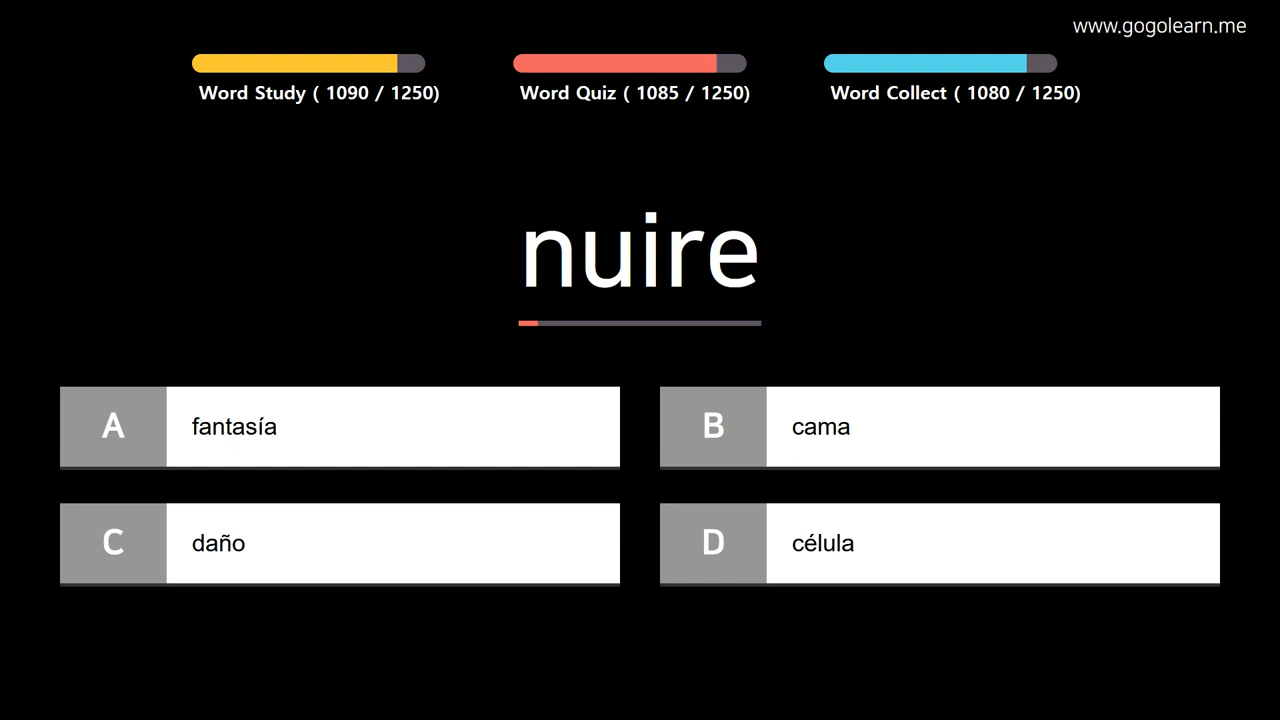 www.gogolearn.me
Word Study ( 1090 / 1250)
Word Quiz ( 1085 / 1250)
Word Collect ( 1080 / 1250)
nuire
A fantasía
B cama
C daño
D célula